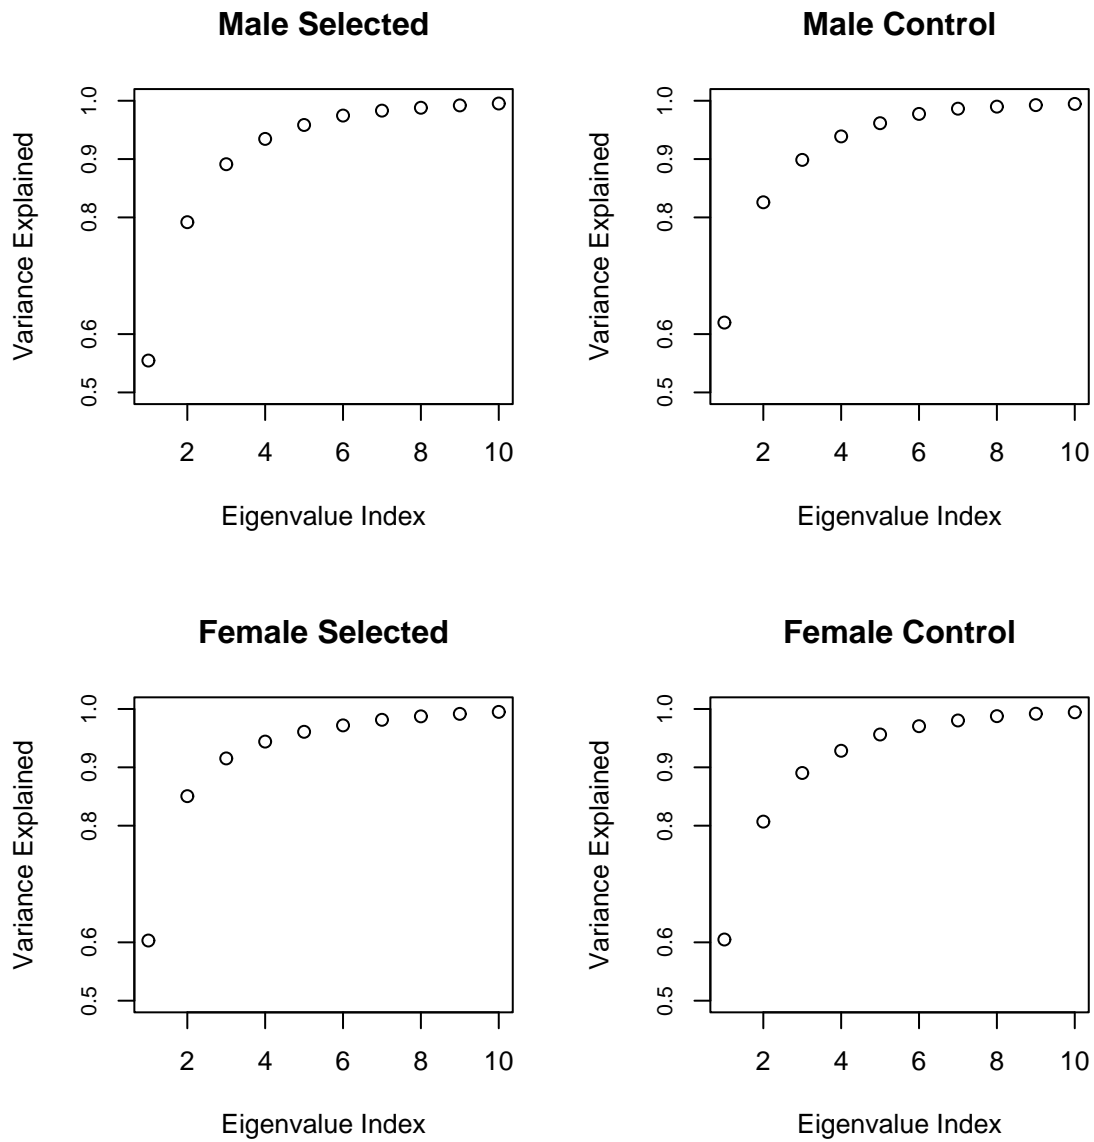 Male Selected
Variance Explained
1.0
0.9
0.8
0.6
0.5
2 4 6 8 10
Eigenvalue Index
Male Control
Variance Explained
1.0
0.9
0.8
0.6
0.5
2 4 6 8 10
Eigenvalue Index
Female Selected
Variance Explained
1.0
0.9
0.8
0.6
0.5
2 4 6 8 10
Eigenvalue Index
Female Control
Variance Explained
1.0
0.9
0.8
0.6
0.5
2 4 6 8 10
Eigenvalue Index